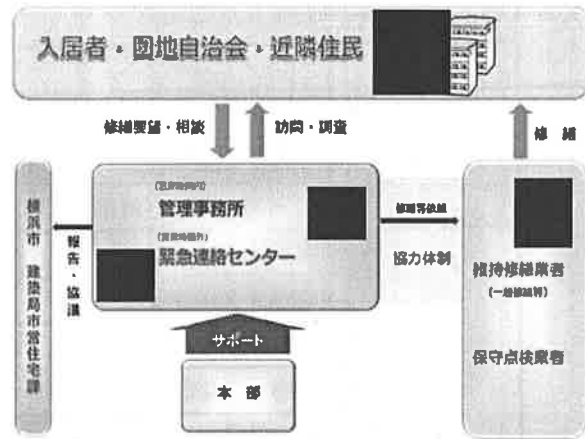 入居者・団地自治会・近隣住民
修繕要望・相談
訪問・調査
修繕
横浜市 建築局市営住宅課
報告・協議
管理事務所
緊急連絡センター
修繕等依頼
協力体制
維持修繕業者
(一般修繕等)
保守点検業者
サポート
本部